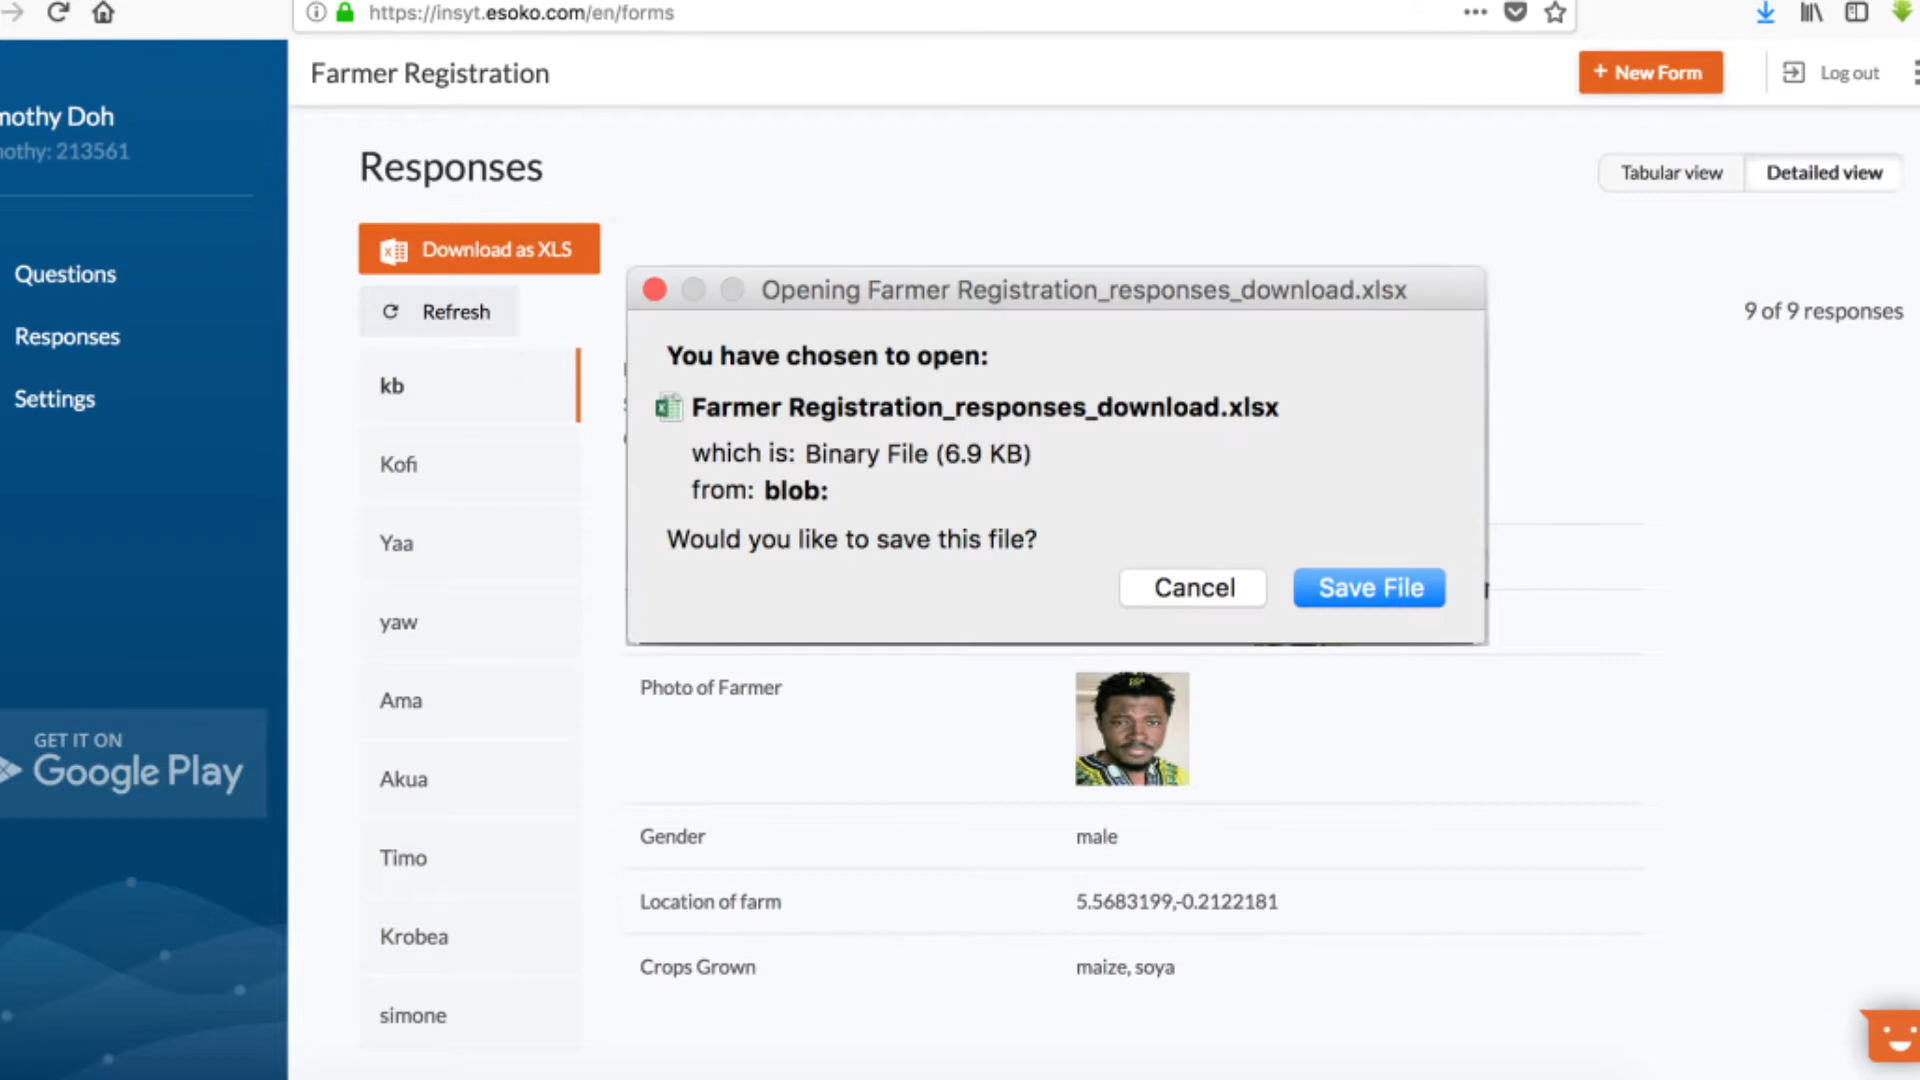 https://insyt.esoko.com/en/forms
Farmer Registration
+ New Form
Log out
mothy Doh
nothy: 213561
Responses
Tabular view
Detailed view
Download as XLS
Refresh
9 of 9 responses
Questions
Responses
Settings
GET IT ON
Google Play
kb
Kofi
Yaa
yaw
Ama
Akua
Timo
Krobea
simone
Opening Farmer Registration_responses_download.xlsx
You have chosen to open:
Farmer Registration_responses_download.xlsx
which is: Binary File (6.9 KB)
from: blob:
Would you like to save this file?
Cancel
Save File
Photo of Farmer
Gender
male
Location of farm
5.5683199,-0.2122181
Crops Grown
maize, soya